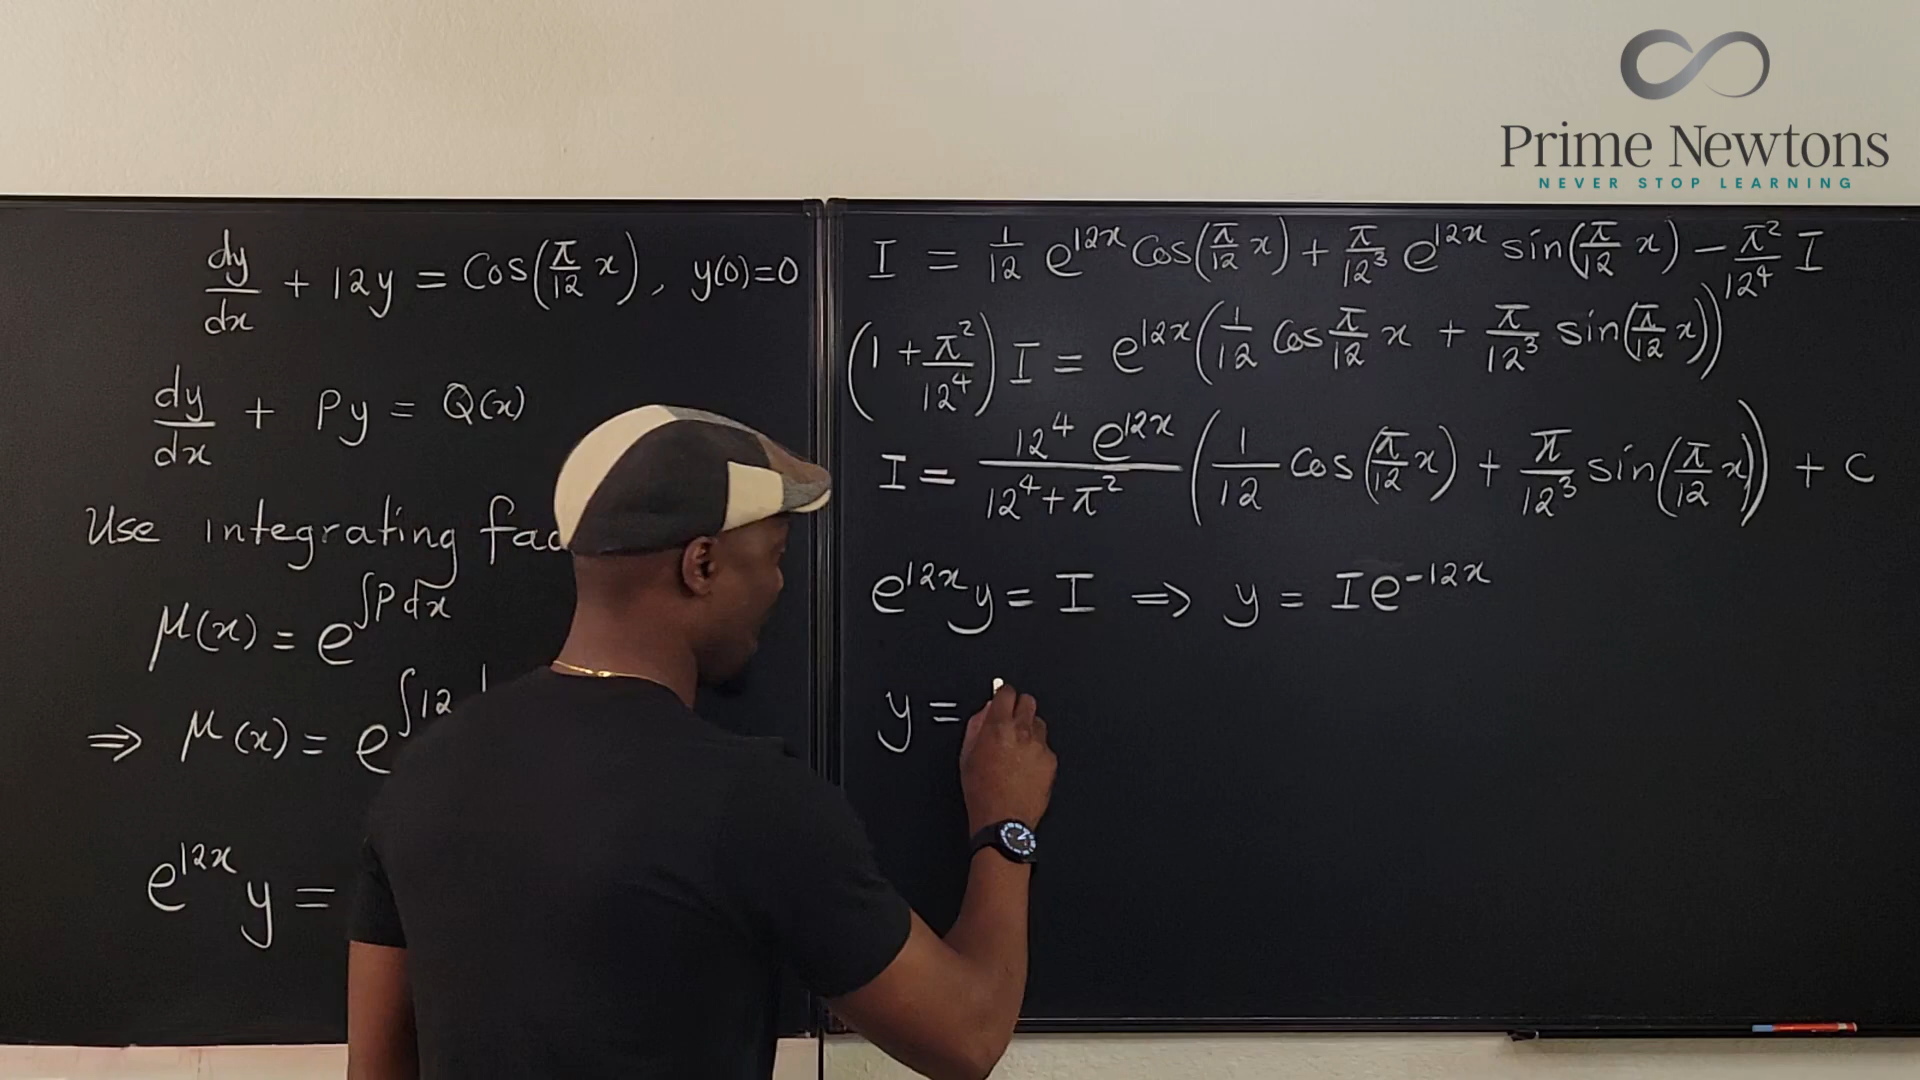 Prime Newtons
NEVER STOP LEARNING
dy/dx + 12y = Cos(π/12 x), y(0)=0
dy/dx + Py = Q(x)
Use integrating
μ(x) = e^∫P dx
⇒ μ(x) = e^∫12
e^12x y =
I = 1/12 e^12x Cos(π/12 x) + π/12³ e^12x sin(π/12 x) − π²/12⁴ I
(1 + π²/12⁴) I = e^12x (1/12 Cos π/12 x + π/12³ sin(π/12 x))
I = 12⁴ e^12x / 12⁴+π² (1/12 Cos(π/12 x) + π/12³ sin(π/12 x)) + C
e^12x y = I ⇒ y = I e^−12x
y =